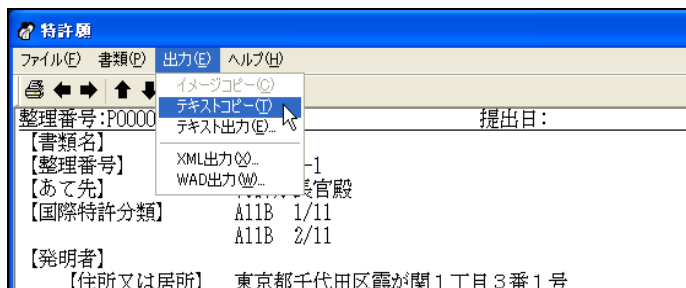 特許願
ファイル(F) 書類(P) 出力(E) ヘルプ(H)
イメージコピー(C)
テキストコピー(T)
テキスト出力(E)...
XML出力(X)...
WAD出力(W)...
整理番号:P0000
提出日:
【書類名】
【整理番号】 -1
【あて先】 長官殿
【国際特許分類】 A11B 1/11
A11B 2/11
【発明者】
【住所又は居所】 東京都千代田区霞が関1丁目3番1号